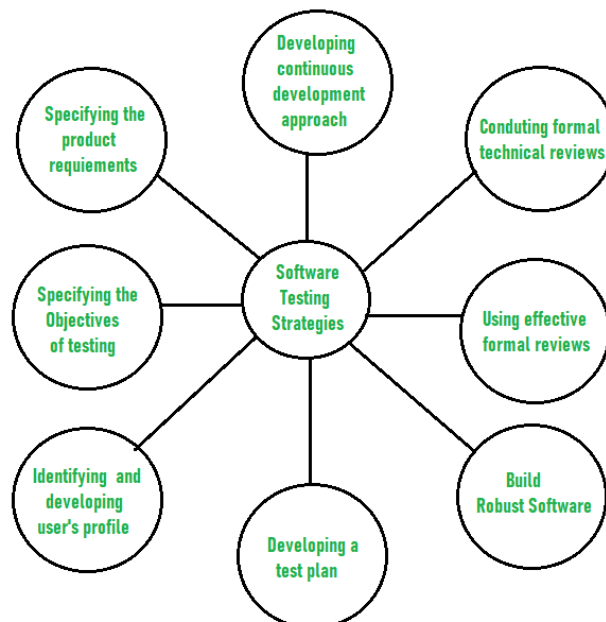 Developing
continuous
development
approach
Specifying the
product
requiements
Conduting formal
technical reviews
Software
Testing
Strategies
Specifying the
Objectives
of testing
Using effective
formal reviews
Identifying and
developing
user's profile
Build
Robust Software
Developing a
test plan